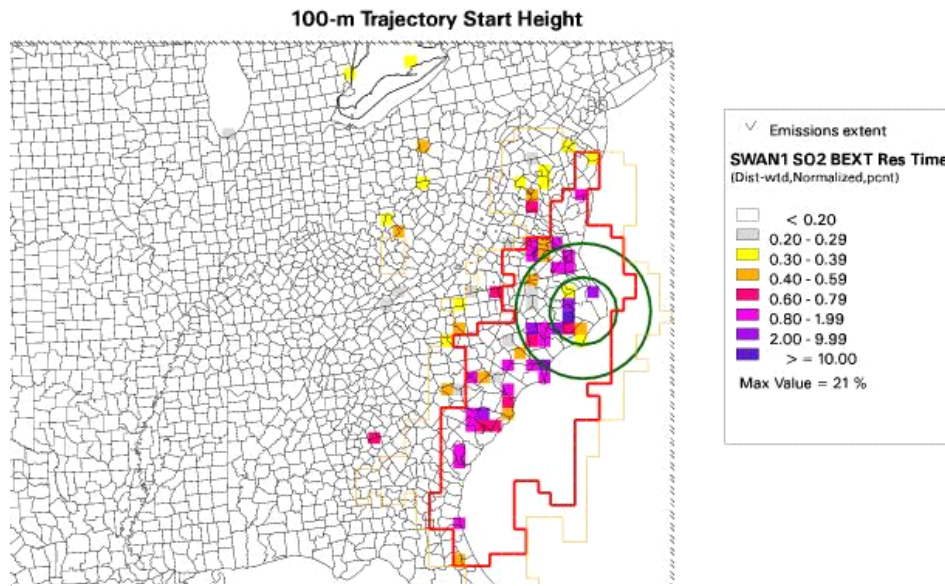 100-m Trajectory Start Height
Emissions extent
SWAN1 SO2 BEXT Res Time
(Dist-wtd,Normalized,pcnt)
< 0.20
0.20 - 0.29
0.30 - 0.39
0.40 - 0.59
0.60 - 0.79
0.80 - 1.99
2.00 - 9.99
> = 10.00
Max Value = 21 %